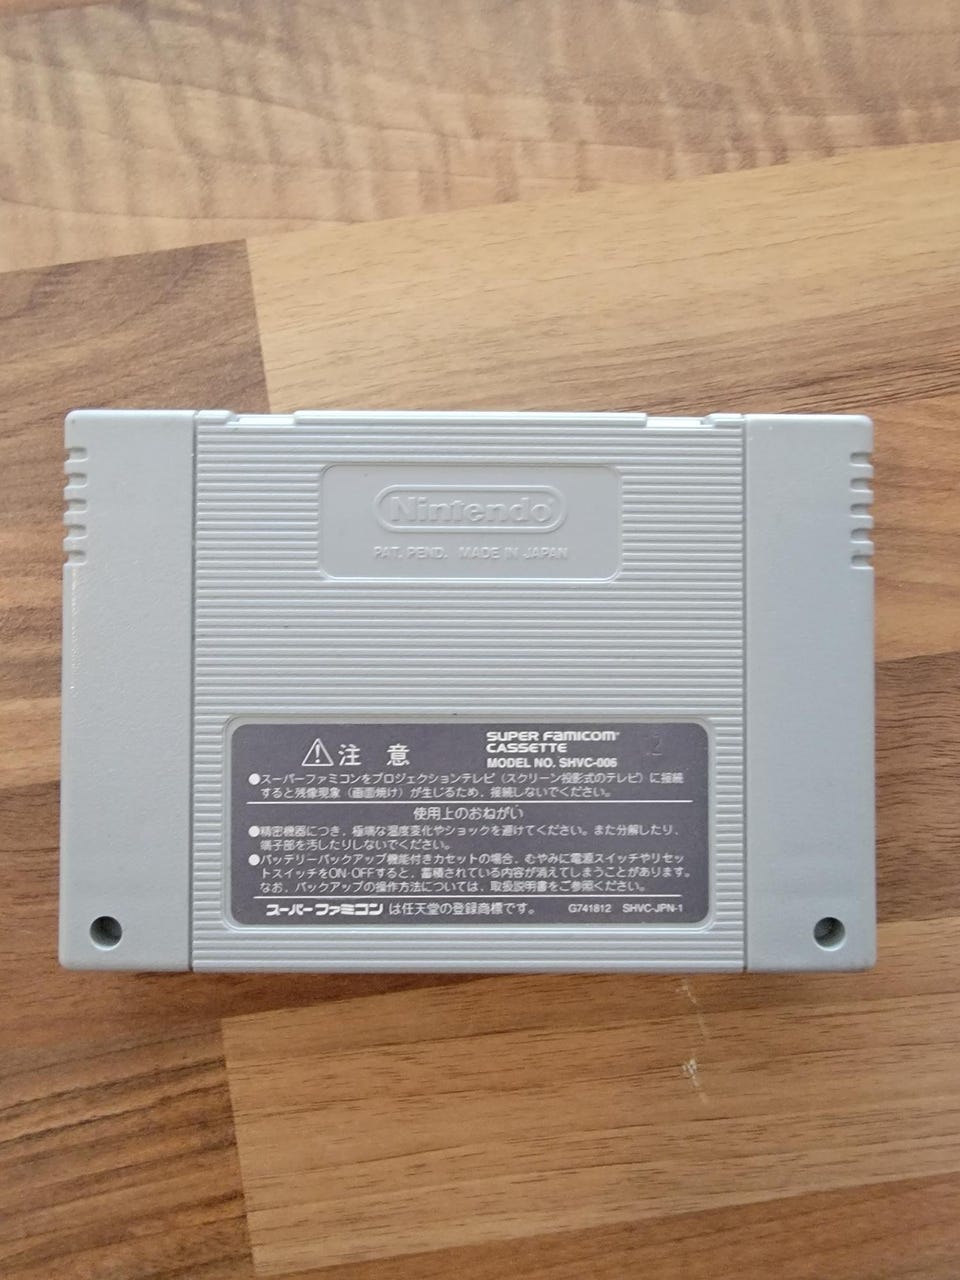 Nintendo
PAT. PEND. MADE IN JAPAN
注 意
SUPER FAMICOM
CASSETTE
MODEL NO. SHVC-006
●スーパーファミコンをプロジェクションテレビ（スクリーン投影式のテレビ）に接続
すると残像現象（画面焼け）が生じるため、接続しないでください。
使用上のおねがい
●精密機器につき、極端な温度変化やショックを避けてください。また分解したり、
端子部を汚したりしないでください。
●バッテリーバックアップ機能付きカセットの場合、むやみに電源スイッチやリセッ
トスイッチをON・OFFすると、蓄積されている内容が消えてしまうことがあります。
なお、バックアップの操作方法については、取扱説明書をご参照ください。
スーパーファミコンは任天堂の登録商標です。 G741812 SHVC-JPN-1